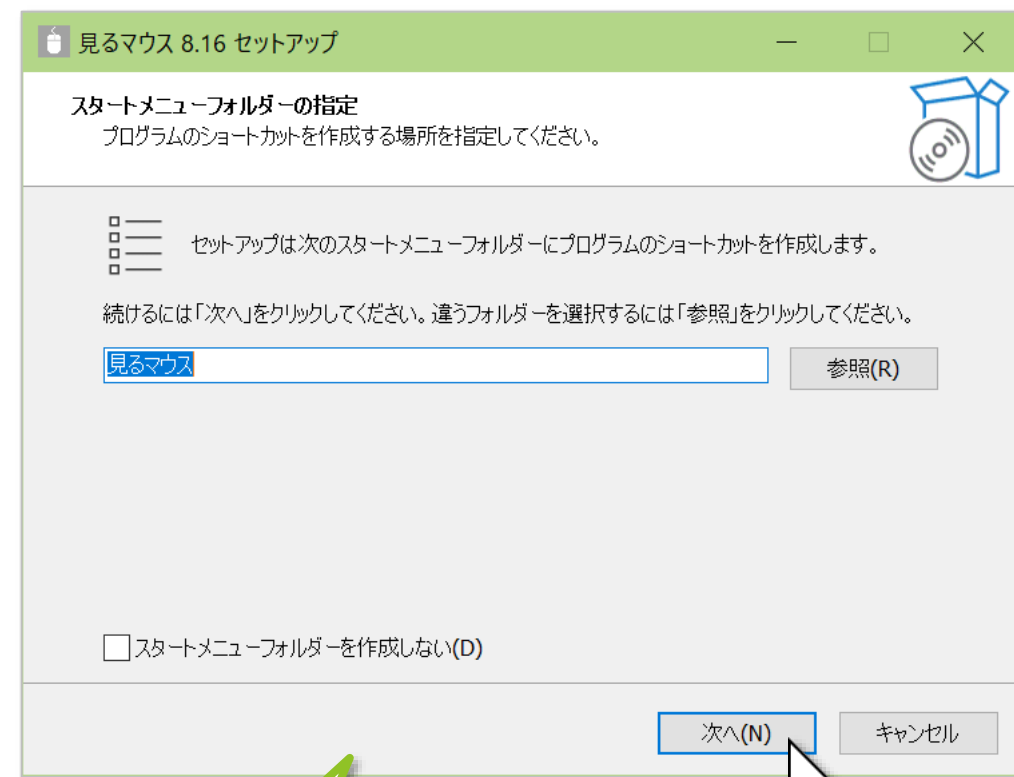 見るマウス 8.16 セットアップ
スタートメニューフォルダーの指定
プログラムのショートカットを作成する場所を指定してください。
セットアップは次のスタートメニューフォルダーにプログラムのショートカットを作成します。
続けるには「次へ」をクリックしてください。違うフォルダーを選択するには「参照」をクリックしてください。
見るマウス
参照(R)
スタートメニューフォルダーを作成しない(D)
次へ(N)
キャンセル